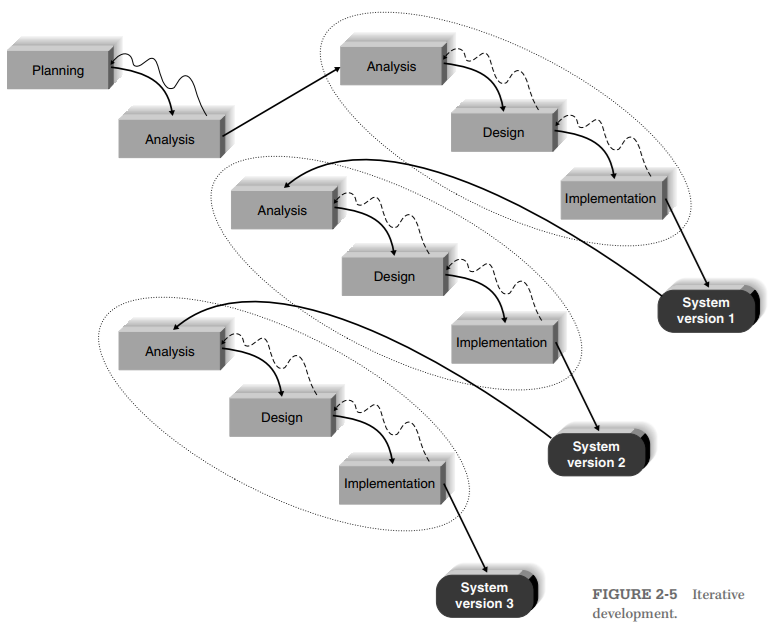 Planning
Analysis
Analysis
Design
Implementation
System
version 1
Analysis
Design
Implementation
System
version 2
Analysis
Design
Implementation
System
version 3
FIGURE 2-5 Iterative
development.